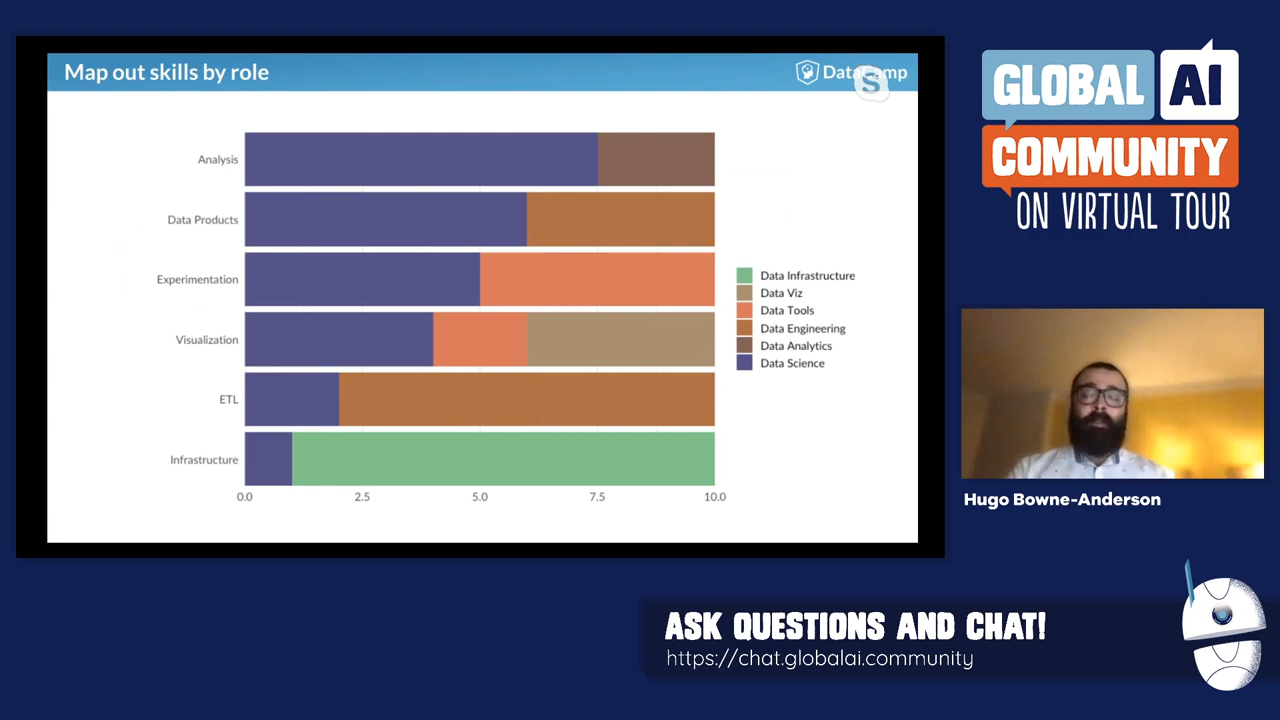 Map out skills by role
DataCamp
S
Analysis
Data Products
Experimentation
Visualization
ETL
Infrastructure
0.0 2.5 5.0 7.5 10.0
Data Infrastructure
Data Viz
Data Tools
Data Engineering
Data Analytics
Data Science
GLOBAL AI
COMMUNITY
ON VIRTUAL TOUR
Hugo Bowne-Anderson
ASK QUESTIONS AND CHAT!
https://chat.globalai.community